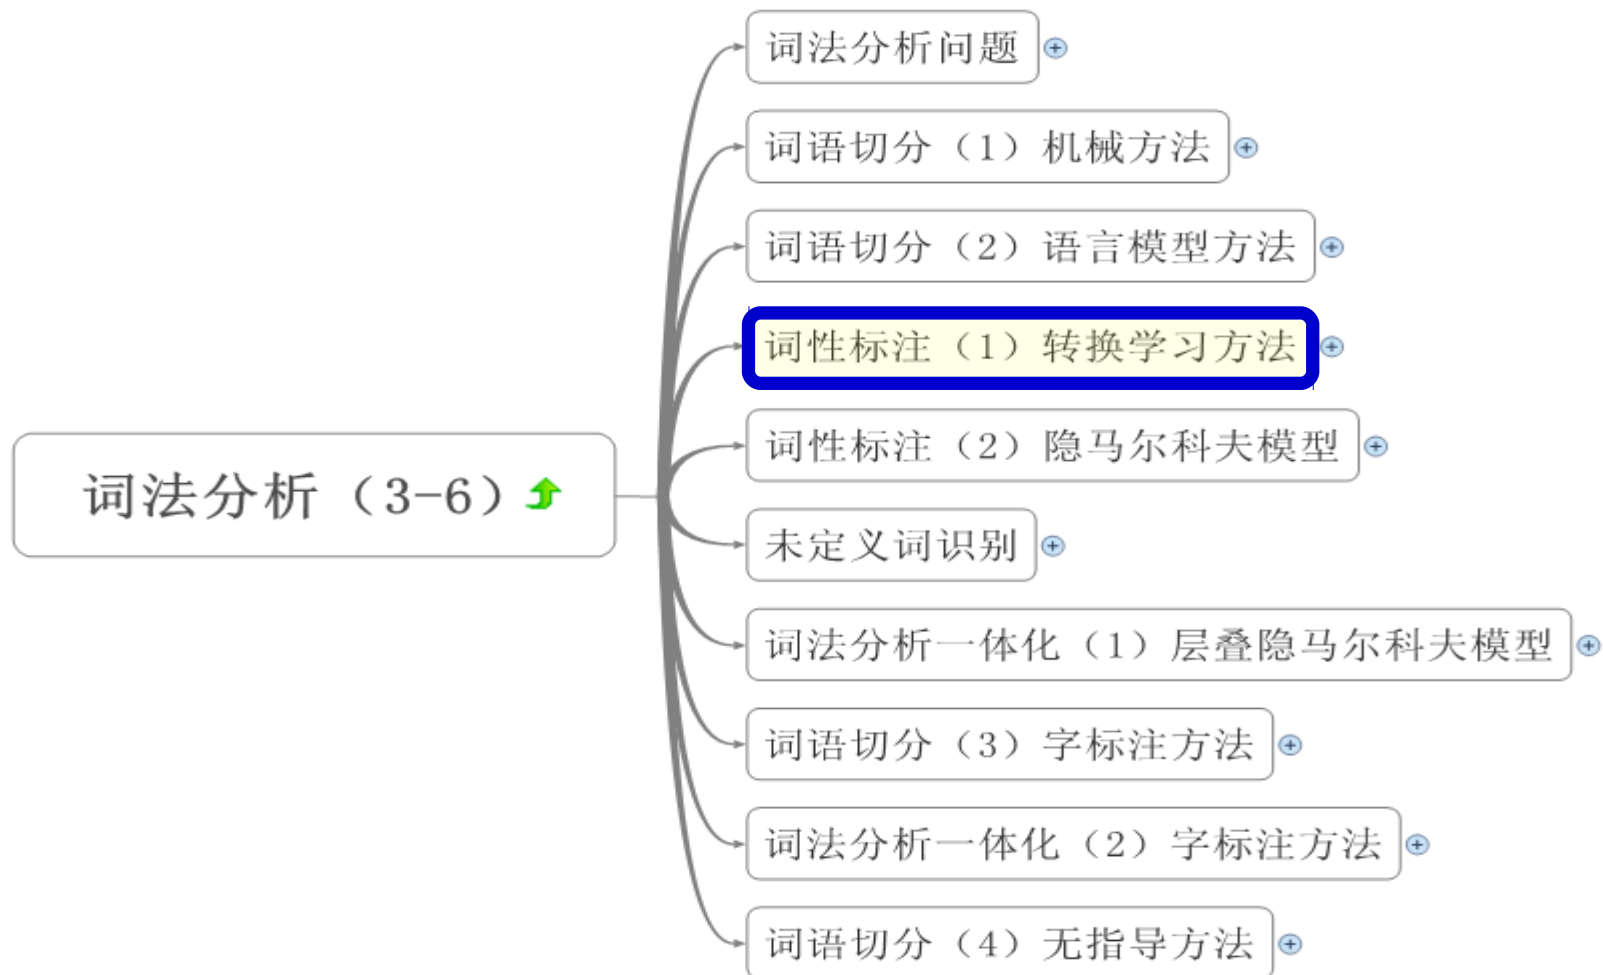 词法分析问题
词语切分（1）机械方法
词语切分（2）语言模型方法
词性标注（1）转换学习方法
词性标注（2）隐马尔科夫模型
词法分析（3-6）
未定义词识别
词法分析一体化（1）层叠隐马尔科夫模型
词语切分（3）字标注方法
词法分析一体化（2）字标注方法
词语切分（4）无指导方法